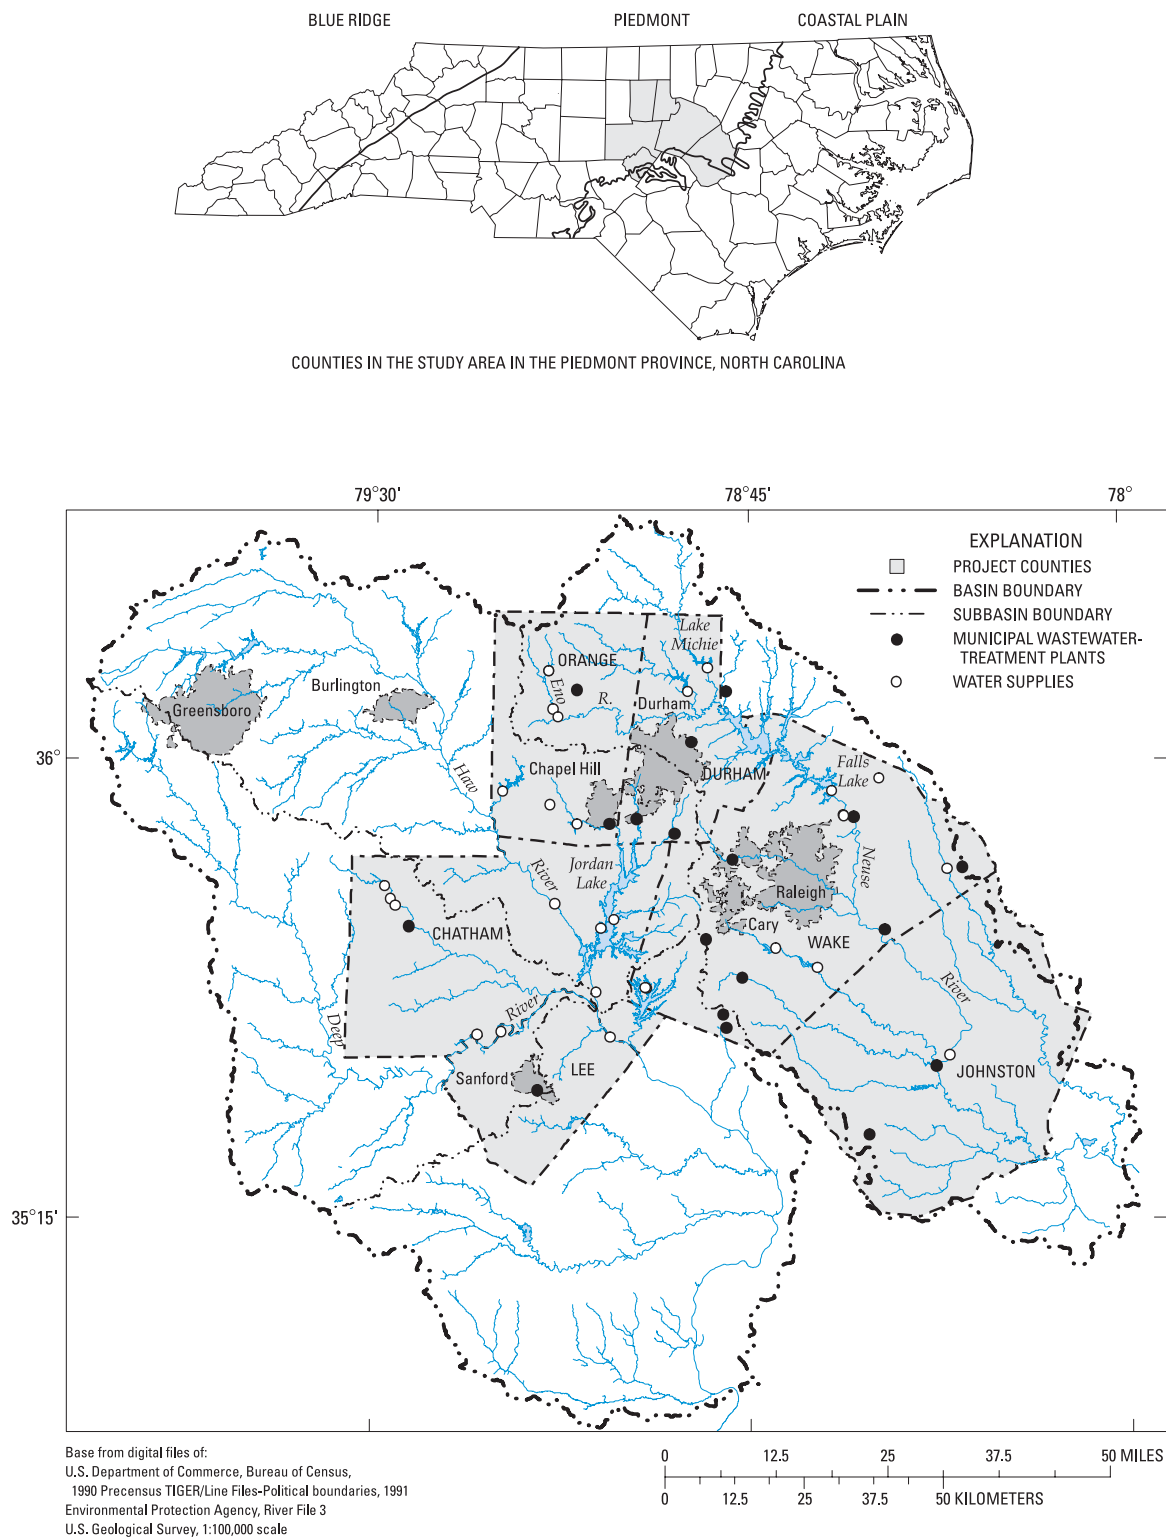 BLUE RIDGE
PIEDMONT
COASTAL PLAIN
COUNTIES IN THE STUDY AREA IN THE PIEDMONT PROVINCE, NORTH CAROLINA
79°30'
78°45'
78°
EXPLANATION
PROJECT COUNTIES
BASIN BOUNDARY
SUBBASIN BOUNDARY
MUNICIPAL WASTEWATER-
TREATMENT PLANTS
WATER SUPPLIES
Lake
Michie
ORANGE
Burlington
Eno
R.
Durham
Greensboro
36°
Haw
Chapel Hill
DURHAM
Falls
Lake
River
Jordan
Lake
Neuse
Raleigh
CHATHAM
Cary
WAKE
River
River
Deep
Sanford
LEE
JOHNSTON
35°15'
Base from digital files of:
U.S. Department of Commerce, Bureau of Census,
1990 Precensus TIGER/Line Files-Political boundaries, 1991
Environmental Protection Agency, River File 3
U.S. Geological Survey, 1:100,000 scale
0 12.5 25 37.5 50 MILES
0 12.5 25 37.5 50 KILOMETERS